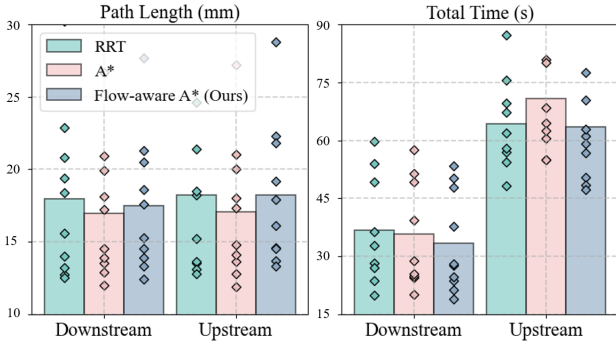 Path Length (mm)
30
25
20
15
10
RRT
A*
Flow-aware A* (Ours)
Downstream
Upstream
Total Time (s)
90
75
60
45
30
15
Downstream
Upstream